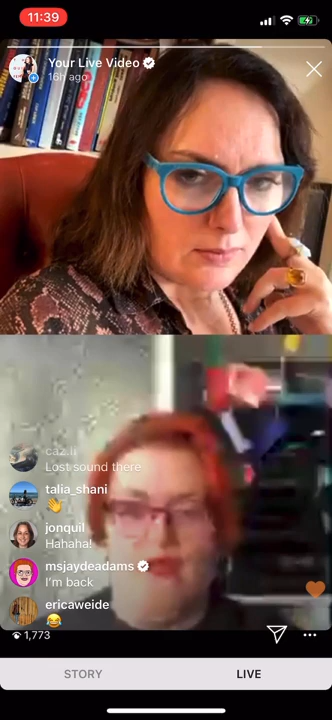 11:39
Your Live Video
16h ago
caz.li
Lost sound there
talia_shani
👋
jonquil
Hahaha!
msjaydeadams
I'm back
ericaweide
😂
1,773
STORY
LIVE